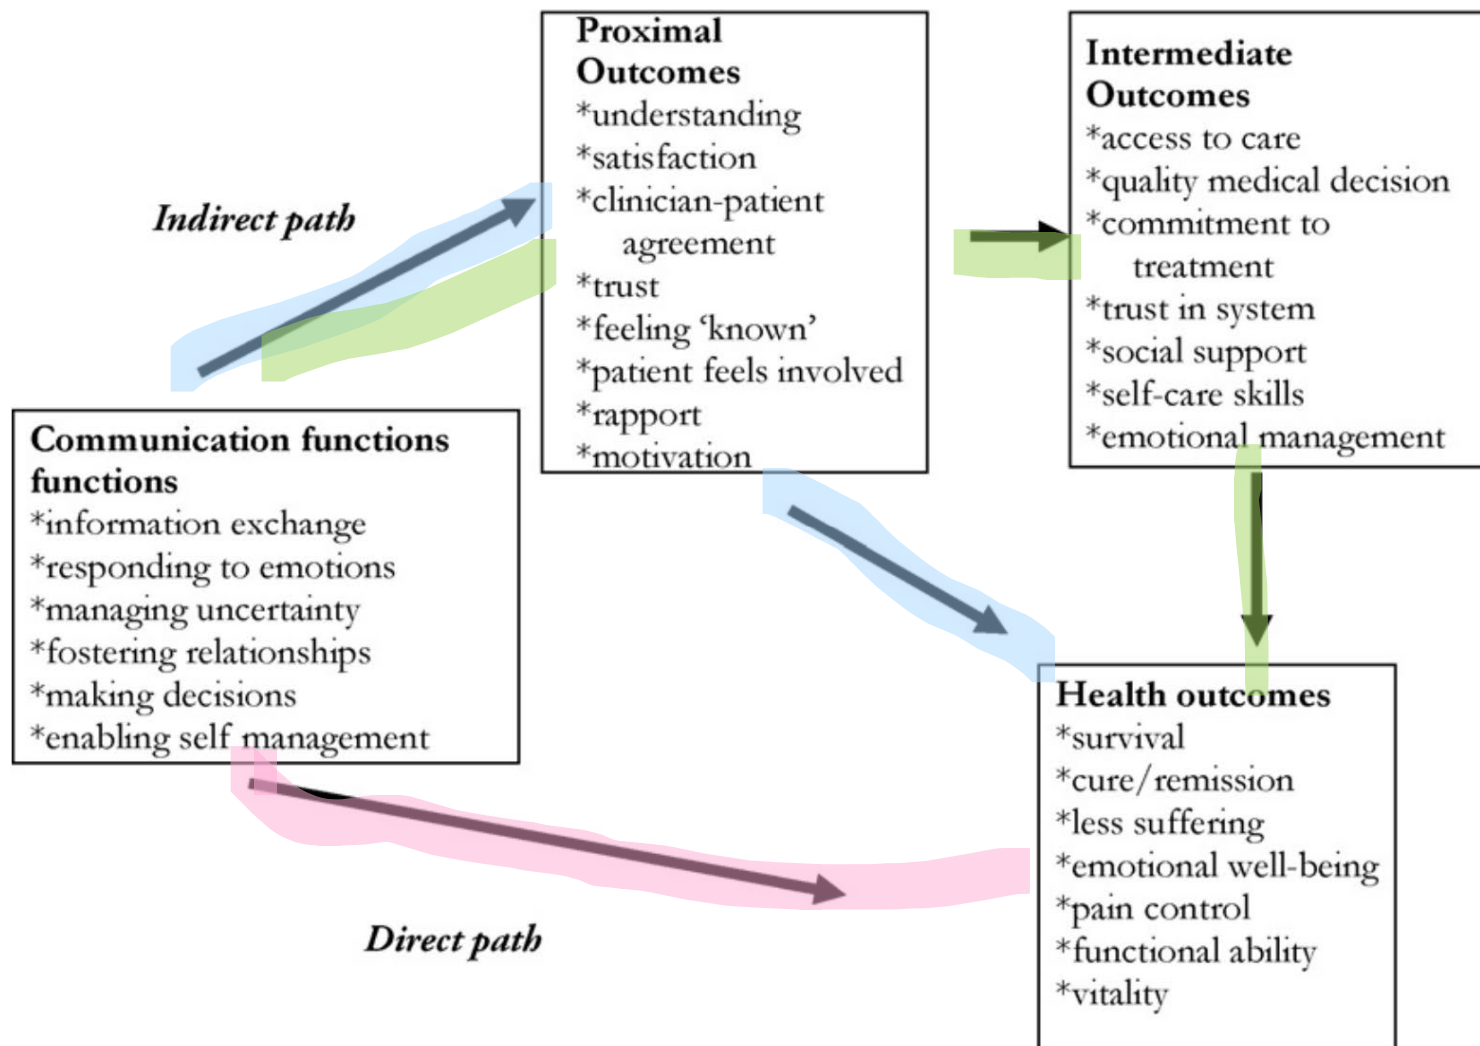 Proximal
Outcomes
*understanding
*satisfaction
*clinician-patient
agreement
*trust
*feeling ‘known’
*patient feels involved
*rapport
*motivation
Intermediate
Outcomes
*access to care
*quality medical decision
*commitment to
treatment
*trust in system
*social support
*self-care skills
*emotional management
Indirect path
Communication functions
functions
*information exchange
*responding to emotions
*managing uncertainty
*fostering relationships
*making decisions
*enabling self management
Direct path
Health outcomes
*survival
*cure/remission
*less suffering
*emotional well-being
*pain control
*functional ability
*vitality